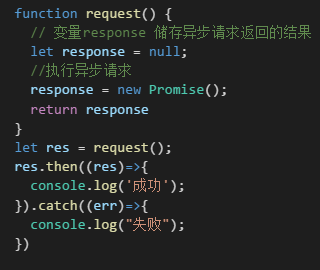 function request() {
// 变量response 储存异步请求返回的结果
let response = null;
//执行异步请求
response = new Promise();
return response
}
let res = request();
res.then((res)=>{
console.log('成功');
}).catch((err)=>{
console.log("失败");
})